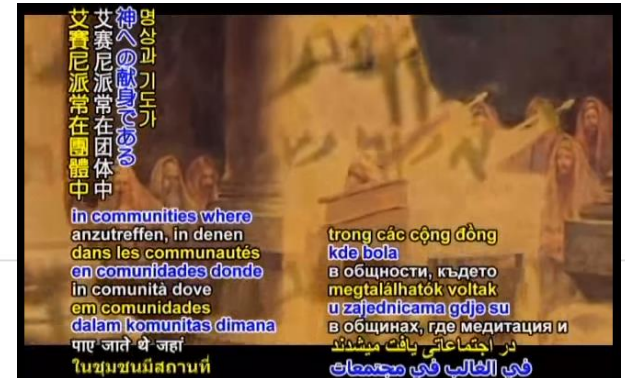 명상과 기도가
神への献身である
艾赛尼派常在团体中
艾賽尼派常在團體中
in communities where
anzutreffen, in denen
dans les communautés
en comunidades donde
in comunità dove
em comunidades
dalam komunitas dimana
पाए जाते थे जहां
ในชุมชนมีสถานที่
trong các cộng đồng
kde bola
в общности, където
megtalálhatók voltak
u zajednicama gdje su
в общинах, где медитация и
در اجتماعاتی یافت میشدند
في الغالب في مجتمعات